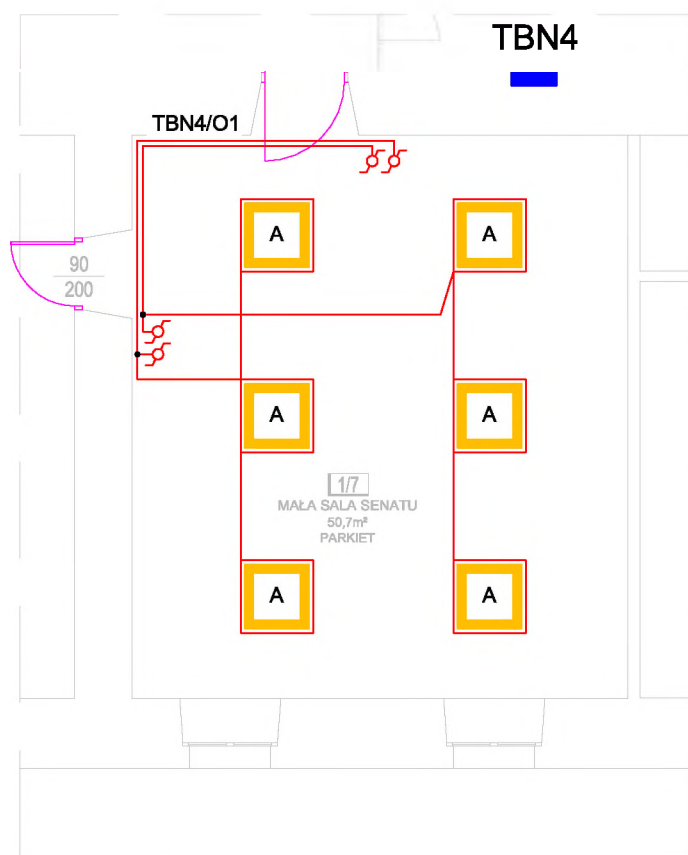 TBN4
TBN4/O1
A
A
90
200
A
A
1/7
MAŁA SALA SENATU
50,7m²
PARKIET
A
A